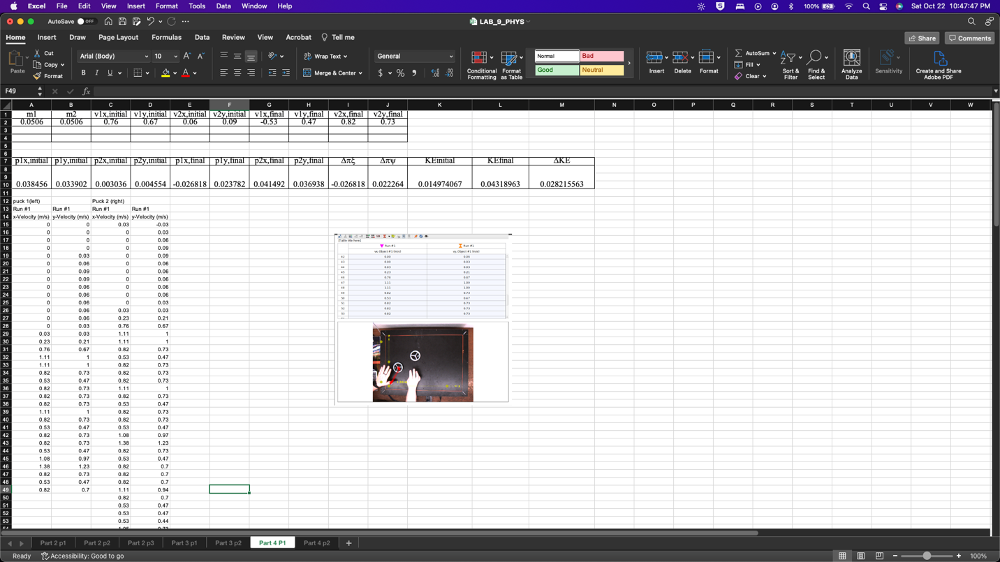 Excel File Edit View Insert Format Tools Data Window Help 100% Sat Oct 22 10:47:47 PM
AutoSave OFF LAB_9_PHYS
Home Insert Draw Page Layout Formulas Data Review View Acrobat Tell me Share Comments
Cut Arial (Body) 10 Wrap Text General Normal Bad AutoSum
Copy Fill
Paste Format Merge & Center Good Neutral Clear
Conditional Formatting Format as Table Insert Delete Format Sort & Filter Find & Select Analyze Data Sensitivity Create and Share Adobe PDF
F49 fx
A B C D E F G H I J K L M N O P Q R S T U V W
1 m1 m2 v1x,initial v1y,initial v2x,initial v2y,initial v1x,final v1y,final v2x,final v2y,final
2 0.0506 0.0506 0.76 0.67 0.06 0.09 -0.53 0.47 0.82 0.73
3
4
5
6
7 p1x,initial p1y,initial p2x,initial p2y,initial p1x,final p1y,final p2x,final p2y,final Δπξ Δπψ KEinitial KEfinal ΔKE
8
9
10 0.038456 0.033902 0.003036 0.004554 -0.026818 0.023782 0.041492 0.036938 -0.026818 0.022264 0.014974067 0.04318963 0.028215563
11
12 puck 1(left) Puck 2 (right)
13 Run #1 Run #1 Run #1 Run #1
14 x-Velocity (m/s) y-Velocity (m/s) x-Velocity (m/s) y-Velocity (m/s)
15 0 0 0.03 -0.03
16 0 0 0 0.03
17 0 0 0 0.06
18 0 0 0 0.09
19 0 0.03 0 0.09
20 0 0.06 0 0.06
21 0 0.09 0 0.06
22 0 0.09 0 0.06
23 0 0.06 0 0.06
24 0 0.06 0 0.06
25 0 0.06 0 0.03
26 0 0.06 0.03 0.03
27 0 0.06 0.23 0.21
28 0 0.03 0.76 0.67
29 0.03 0.03 1.11 1
30 0.23 0.21 1.11 1
31 0.76 0.67 0.82 0.73
32 1.11 1 0.53 0.47
33 1.11 1 0.82 0.73
34 0.82 0.73 0.82 0.73
35 0.53 0.47 0.82 0.73
36 0.82 0.73 1.11 1
37 0.82 0.73 0.82 0.73
38 0.82 0.73 0.53 0.47
39 1.11 1 0.82 0.73
40 0.82 0.73 0.82 0.73
41 0.53 0.47 0.53 0.47
42 0.82 0.73 1.08 0.97
43 0.82 0.73 1.38 1.23
44 0.53 0.47 0.82 0.73
45 1.08 0.97 0.53 0.47
46 1.38 1.23 0.82 0.7
47 0.82 0.73 0.82 0.7
48 0.53 0.47 0.82 0.7
49 0.82 0.7 1.11 0.94
50 0.82 0.7
51 0.53 0.47
52 0.53 0.47
53 0.53 0.44
[Table title here]
Run #1 Run #1
vx, Object #1 (m/s) vy, Object #1 (m/s)
42 0.00 0.06
43 0.00 0.03
44 0.03 0.03
45 0.23 0.21
46 0.76 0.67
47 1.11 1.00
48 1.11 1.00
49 0.82 0.73
50 0.53 0.47
51 0.82 0.73
52 0.82 0.73
53 0.82 0.73
Part 2 p1 Part 2 p2 Part 2 p3 Part 3 p1 Part 3 p2 Part 4 P1 Part 4 p2 +
Ready Accessibility: Good to go 100%